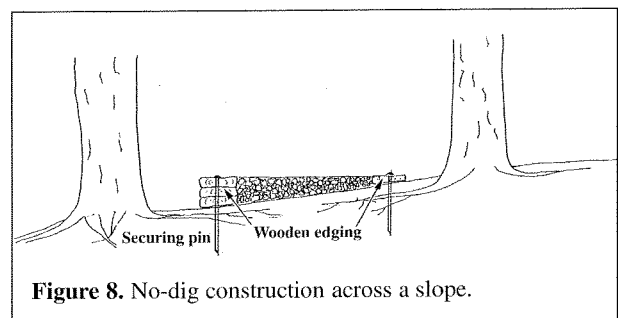 Securing pin
Wooden edging
Figure 8. No-dig construction across a slope.